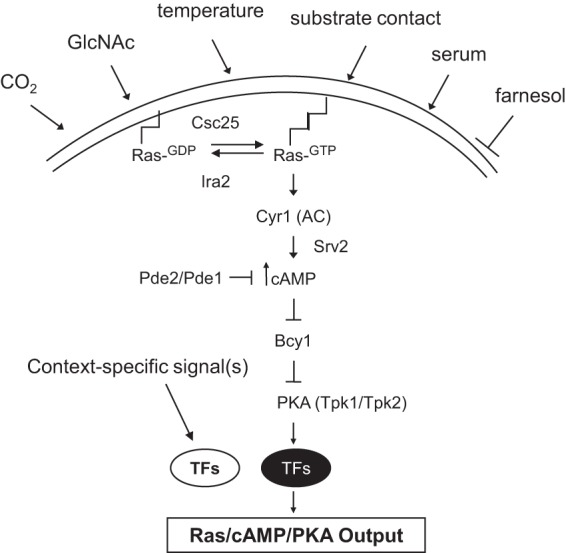 temperature
substrate contact
GlcNAc
serum
CO2
farnesol
Csc25
Ras-GDP
Ras-GTP
Ira2
Cyr1 (AC)
Srv2
Pde2/Pde1
cAMP
Bcy1
Context-specific signal(s)
PKA (Tpk1/Tpk2)
TFs
TFs
Ras/cAMP/PKA Output